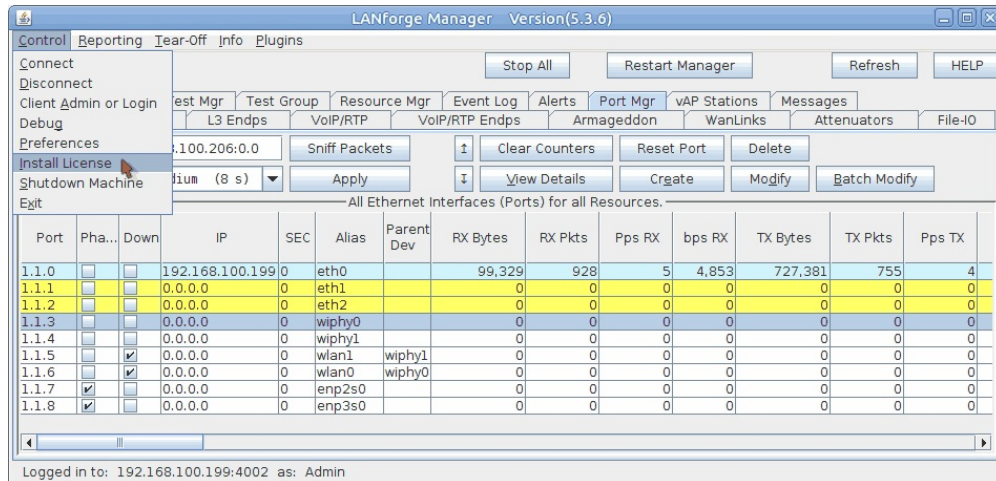 LANforge Manager Version(5.3.6)
Control Reporting Tear-Off Info Plugins
Connect
Disconnect
Client Admin or Login
Debug
Preferences
Install License
Shutdown Machine
Exit
Stop All Restart Manager Refresh HELP
Test Mgr Test Group Resource Mgr Event Log Alerts Port Mgr vAP Stations Messages
L3 Endps VoIP/RTP VoIP/RTP Endps Armageddon WanLinks Attenuators File-IO
.100.206:0.0 Sniff Packets Clear Counters Reset Port Delete
dium (8 s) Apply View Details Create Modify Batch Modify
All Ethernet Interfaces (Ports) for all Resources.
Port Pha... Down IP SEC Alias Parent Dev RX Bytes RX Pkts Pps RX bps RX TX Bytes TX Pkts Pps TX
1.1.0 192.168.100.199 0 eth0 99,329 928 5 4,853 727,381 755 4
1.1.1 0.0.0.0 0 eth1 0 0 0 0 0 0 0
1.1.2 0.0.0.0 0 eth2 0 0 0 0 0 0 0
1.1.3 0.0.0.0 0 wiphy0 0 0 0 0 0 0 0
1.1.4 0.0.0.0 0 wiphy1 0 0 0 0 0 0 0
1.1.5 0.0.0.0 0 wlan1 wiphy1 0 0 0 0 0 0 0
1.1.6 0.0.0.0 0 wlan0 wiphy0 0 0 0 0 0 0 0
1.1.7 0.0.0.0 0 enp2s0 0 0 0 0 0 0 0
1.1.8 0.0.0.0 0 enp3s0 0 0 0 0 0 0 0
Logged in to: 192.168.100.199:4002 as: Admin